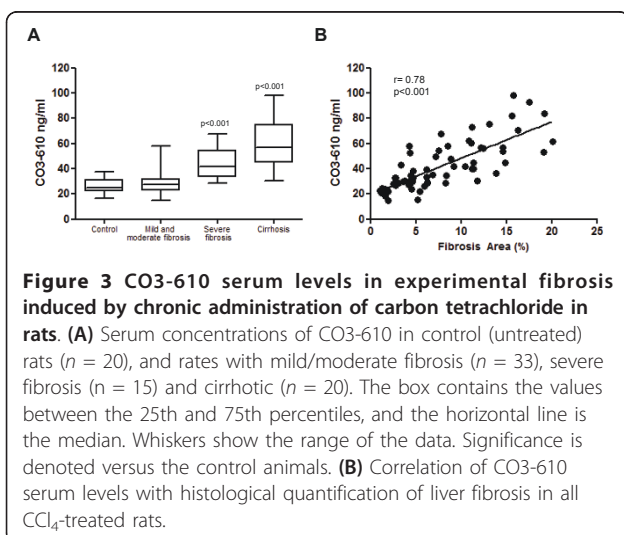 A
B
120
100
80
60
40
20
0
CO3-610 ng/ml
p<0.001
p<0.001
Control
Mild and
moderate fibrosis
Severe
fibrosis
Cirrhosis
120
100
80
60
40
20
0
CO3-610 ng/ml
r= 0.78
p<0.001
0 5 10 15 20 25
Fibrosis Area (%)
Figure 3 CO3-610 serum levels in experimental fibrosis
induced by chronic administration of carbon tetrachloride in
rats. (A) Serum concentrations of CO3-610 in control (untreated)
rats (n = 20), and rates with mild/moderate fibrosis (n = 33), severe
fibrosis (n = 15) and cirrhotic (n = 20). The box contains the values
between the 25th and 75th percentiles, and the horizontal line is
the median. Whiskers show the range of the data. Significance is
denoted versus the control animals. (B) Correlation of CO3-610
serum levels with histological quantification of liver fibrosis in all
CCl₄-treated rats.